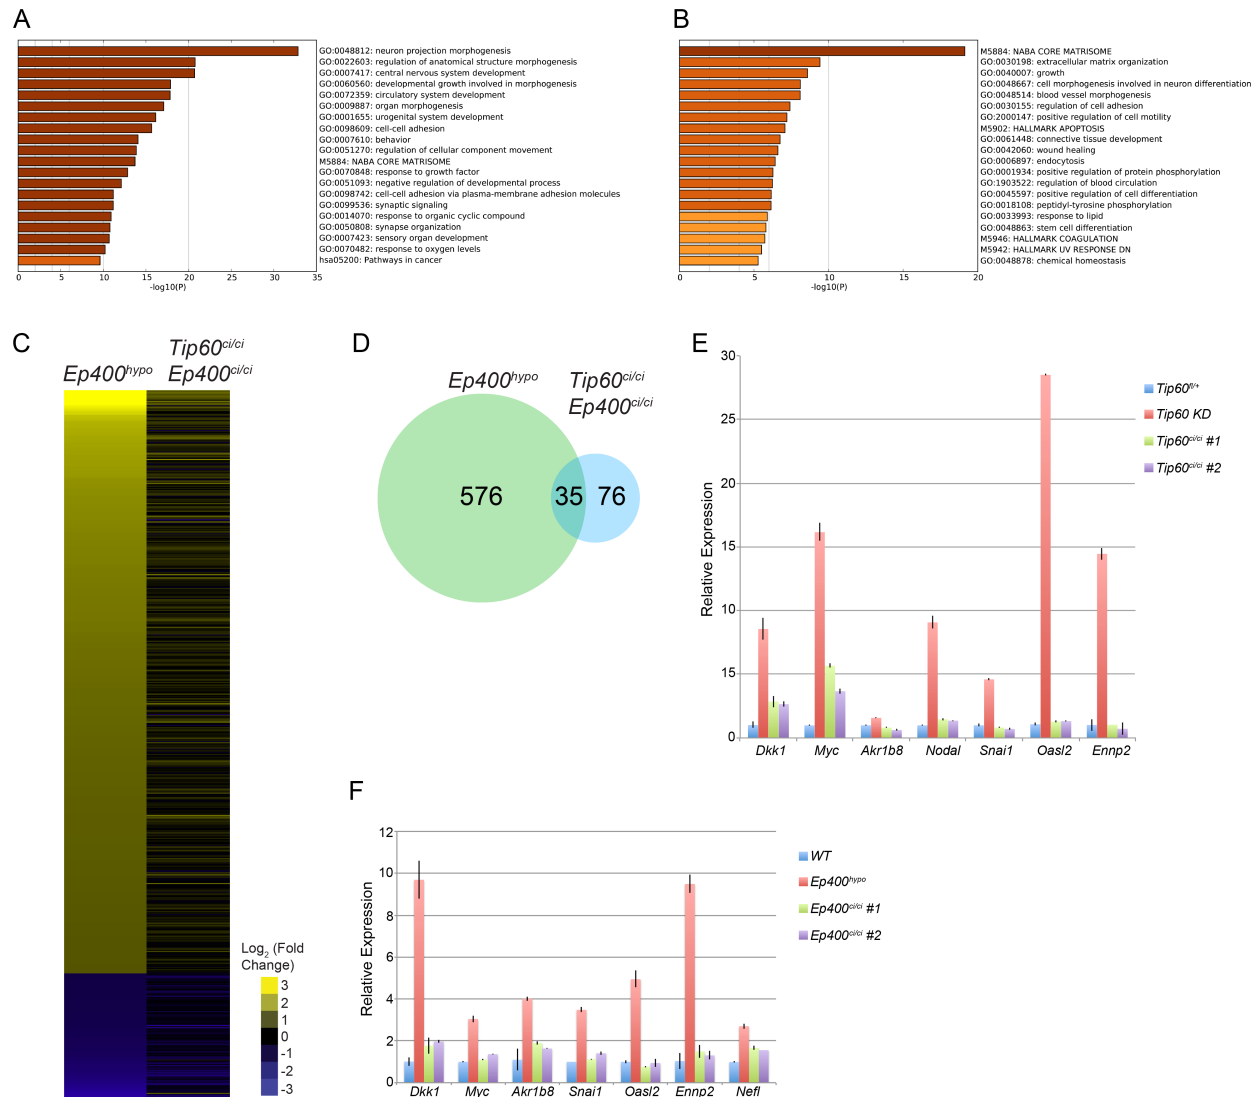 A
GO:0048812: neuron projection morphogenesis
GO:0022603: regulation of anatomical structure morphogenesis
GO:0007417: central nervous system development
GO:0060560: developmental growth involved in morphogenesis
GO:0072359: circulatory system development
GO:0009887: organ morphogenesis
GO:0001655: urogenital system development
GO:0098609: cell-cell adhesion
GO:0007610: behavior
GO:0051270: regulation of cellular component movement
M5884: NABA CORE MATRISOME
GO:0070848: response to growth factor
GO:0051093: negative regulation of developmental process
GO:0098742: cell-cell adhesion via plasma-membrane adhesion molecules
GO:0099536: synaptic signaling
GO:0014070: response to organic cyclic compound
GO:0050808: synapse organization
GO:0007423: sensory organ development
GO:0070482: response to oxygen levels
hsa05200: Pathways in cancer
0 5 10 15 20 25 30 35
-log10(P)
B
M5884: NABA CORE MATRISOME
GO:0030198: extracellular matrix organization
GO:0040007: growth
GO:0048667: cell morphogenesis involved in neuron differentiation
GO:0048514: blood vessel morphogenesis
GO:0030155: regulation of cell adhesion
GO:2000147: positive regulation of cell motility
M5902: HALLMARK APOPTOSIS
GO:0061448: connective tissue development
GO:0042060: wound healing
GO:0006897: endocytosis
GO:0001934: positive regulation of protein phosphorylation
GO:1903522: regulation of blood circulation
GO:0045597: positive regulation of cell differentiation
GO:0018108: peptidyl-tyrosine phosphorylation
GO:0033993: response to lipid
GO:0048863: stem cell differentiation
M5946: HALLMARK COAGULATION
M5942: HALLMARK UV RESPONSE DN
GO:0048878: chemical homeostasis
0 5 10 15 20
-log10(P)
C
Ep400hypo
Tip60ci/ci
Ep400ci/ci
Log2 (Fold
Change)
3
2
1
0
-1
-2
-3
D
Ep400hypo
Tip60ci/ci
Ep400ci/ci
576 35 76
E
Relative Expression
30
25
20
15
10
15
0
Dkk1 Myc Akr1b8 Nodal Snai1 Oasl2 Ennp2
Tip60fl/+
Tip60 KD
Tip60ci/ci #1
Tip60ci/ci #2
F
Relative Expression
12
10
8
6
4
2
0
Dkk1 Myc Akr1b8 Snai1 Oasl2 Ennp2 Nefl
WT
Ep400hypo
Ep400ci/ci #1
Ep400ci/ci #2